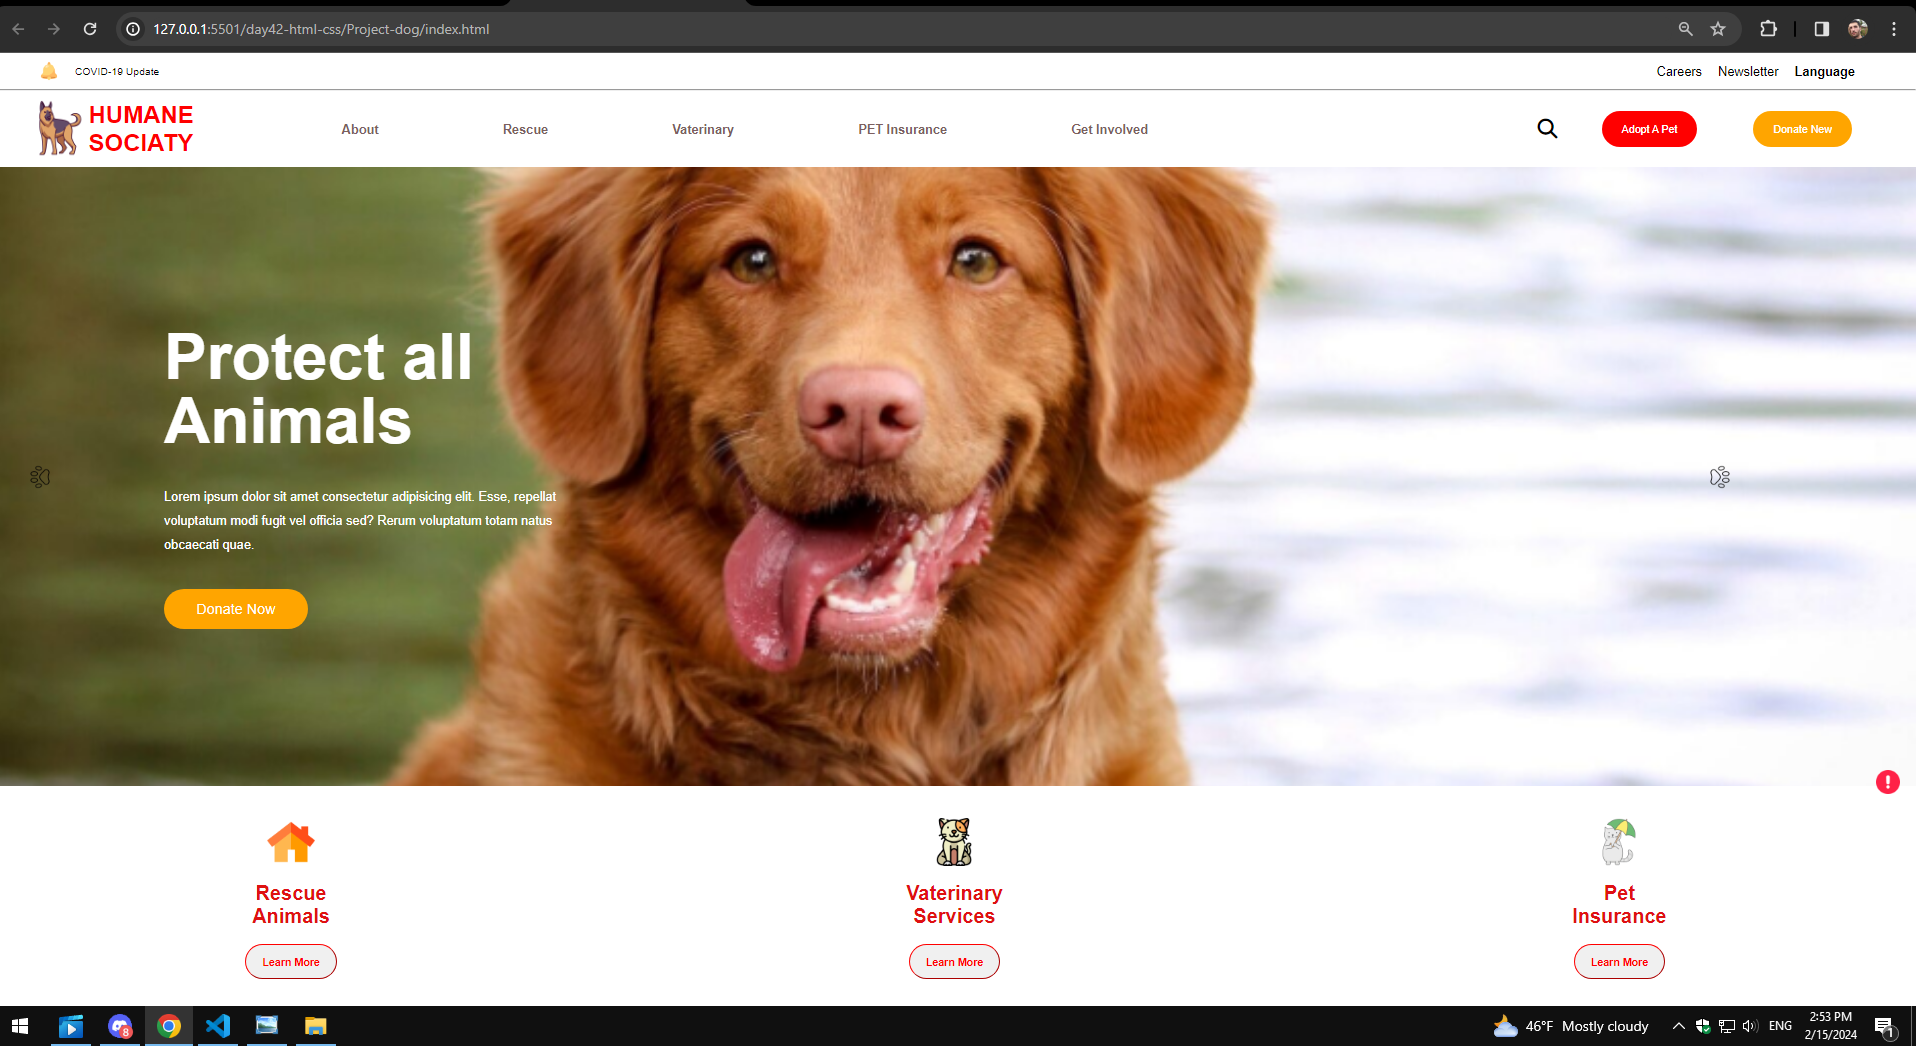 127.0.0.1:5501/day42-html-css/Project-dog/index.html
COVID-19 Update
Careers Newsletter Language
HUMANE
SOCIATY
About Rescue Vaterinary PET Insurance Get Involved
Adopt A Pet Donate New
Protect all
Animals
Lorem ipsum dolor sit amet consectetur adipisicing elit. Esse, repellat
voluptatum modi fugit vel officia sed? Rerum voluptatum totam natus
obcaecati quae.
Donate Now
Rescue
Animals
Learn More
Vaterinary
Services
Learn More
Pet
Insurance
Learn More
8
46°F Mostly cloudy
ENG
2:53 PM
2/15/2024
1